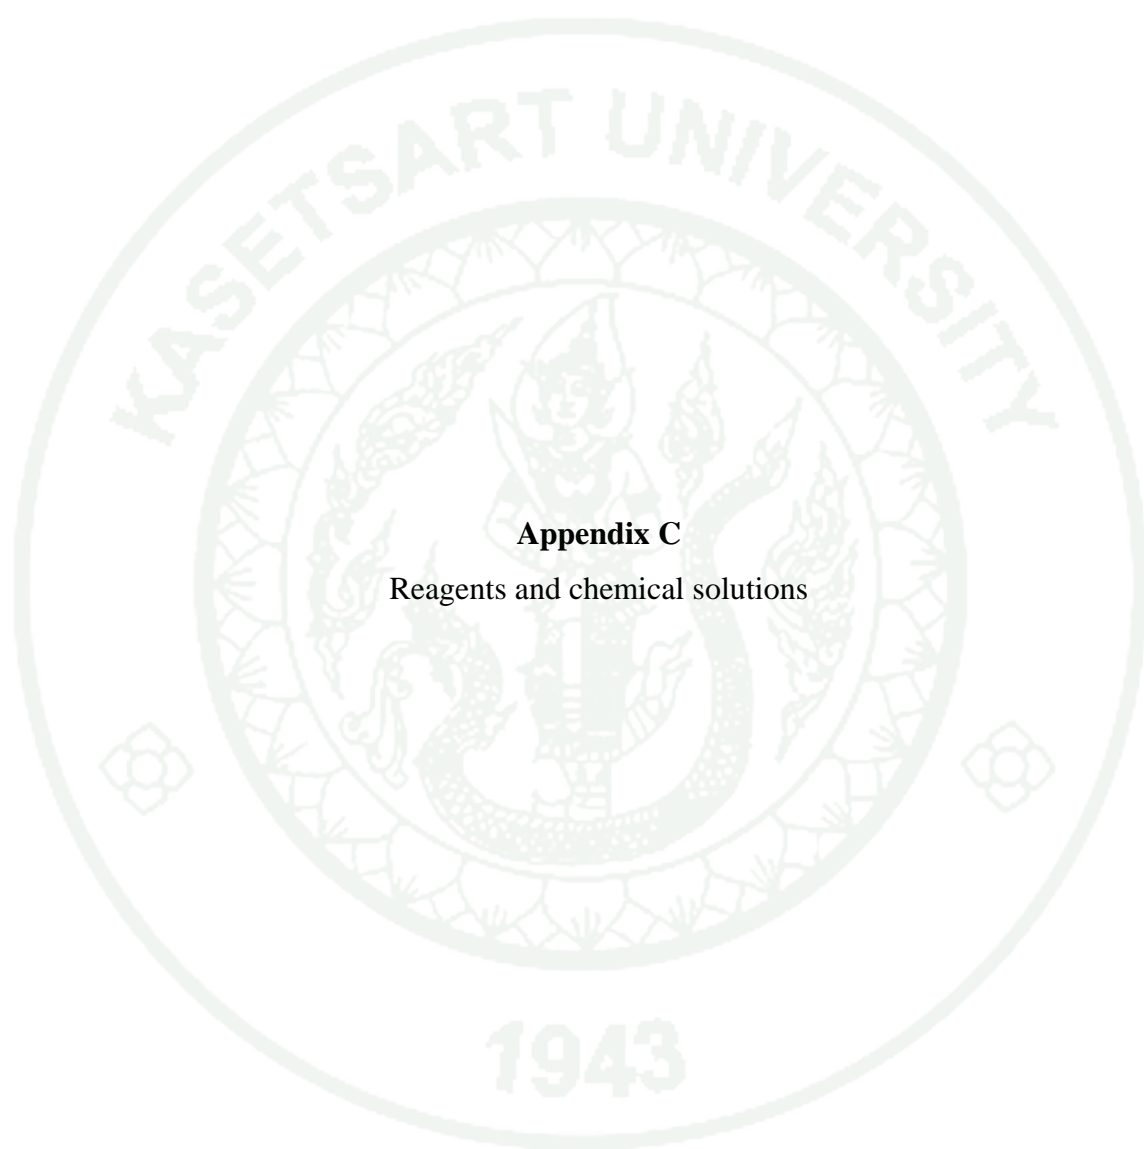 KASETSART UNIVERSITY
Appendix C
Reagents and chemical solutions
1943